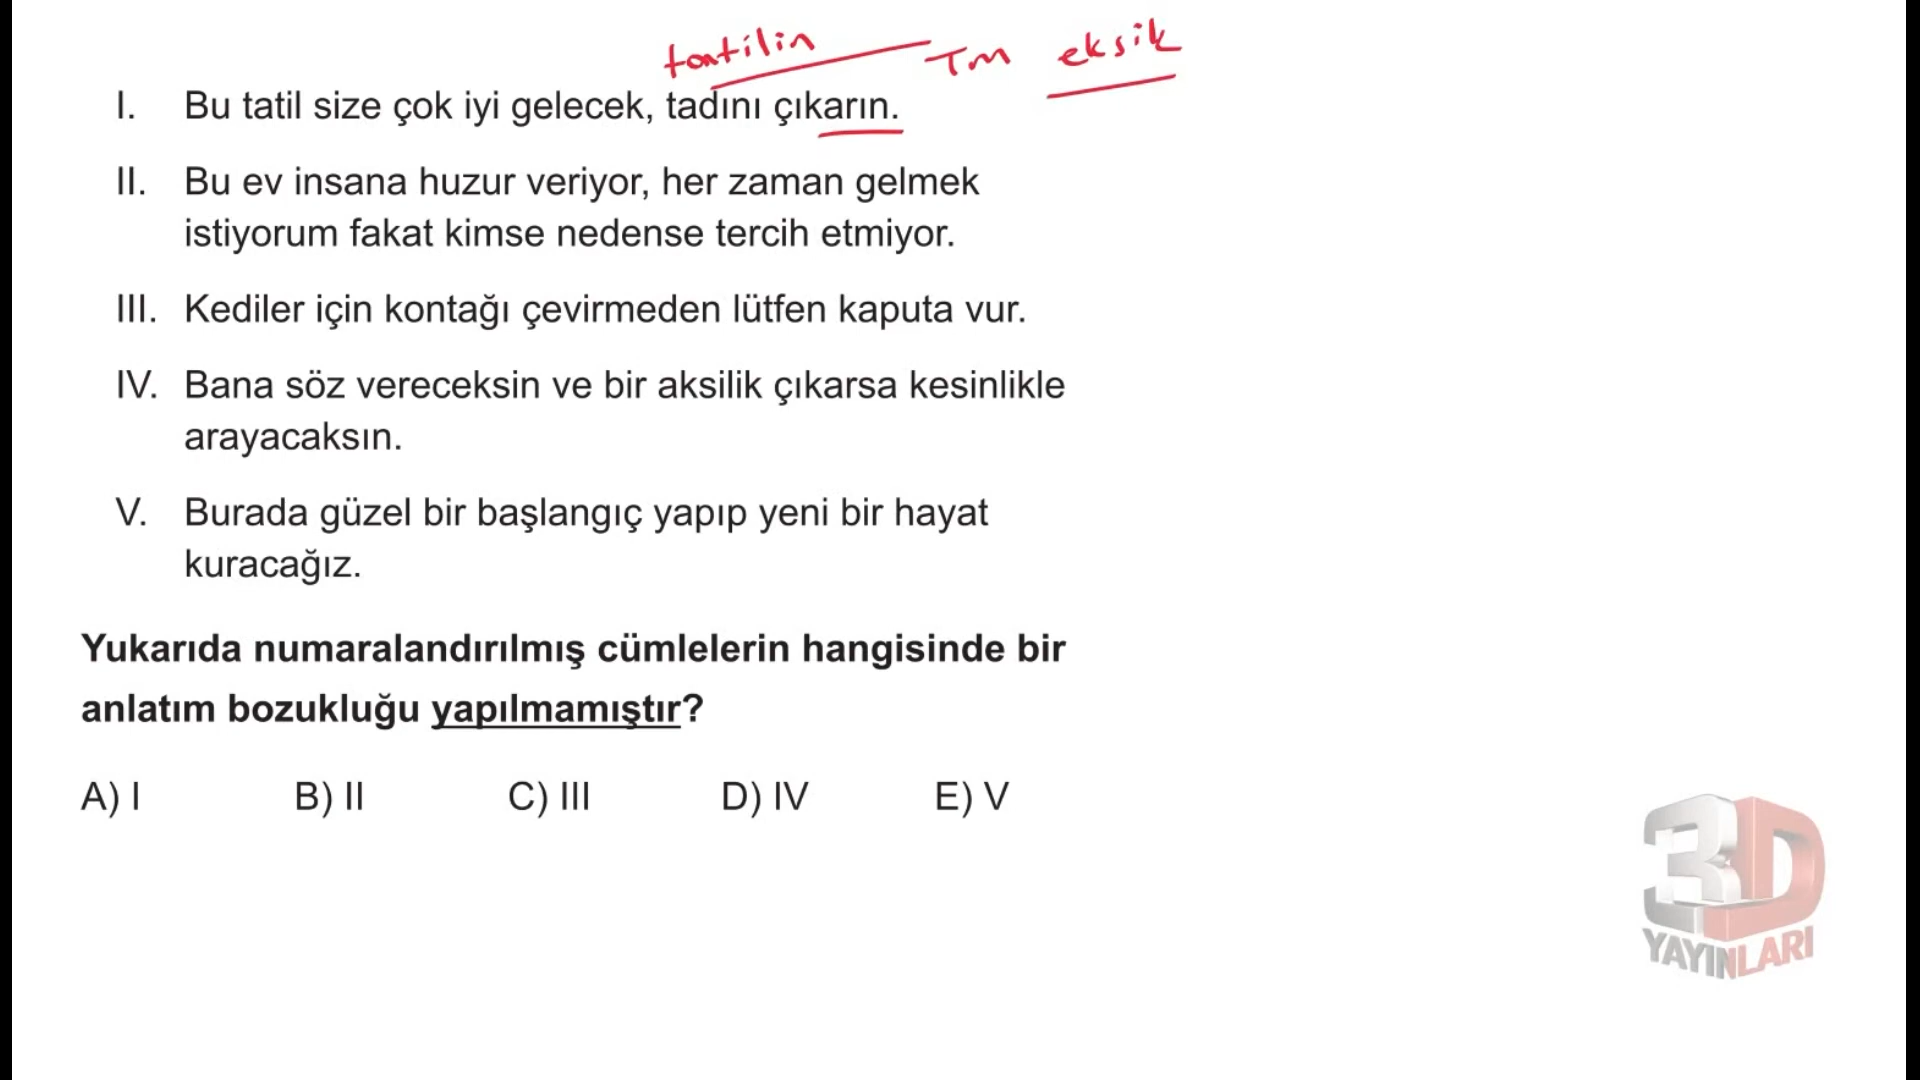 tatilin
Tm eksik
I. Bu tatil size çok iyi gelecek, tadını çıkarın.
II. Bu ev insana huzur veriyor, her zaman gelmek
istiyorum fakat kimse nedense tercih etmiyor.
III. Kediler için kontağı çevirmeden lütfen kaputa vur.
IV. Bana söz vereceksin ve bir aksilik çıkarsa kesinlikle
arayacaksın.
V. Burada güzel bir başlangıç yapıp yeni bir hayat
kuracağız.
Yukarıda numaralandırılmış cümlelerin hangisinde bir
anlatım bozukluğu yapılmamıştır?
A) I B) II C) III D) IV E) V
3D
YAYINLARI